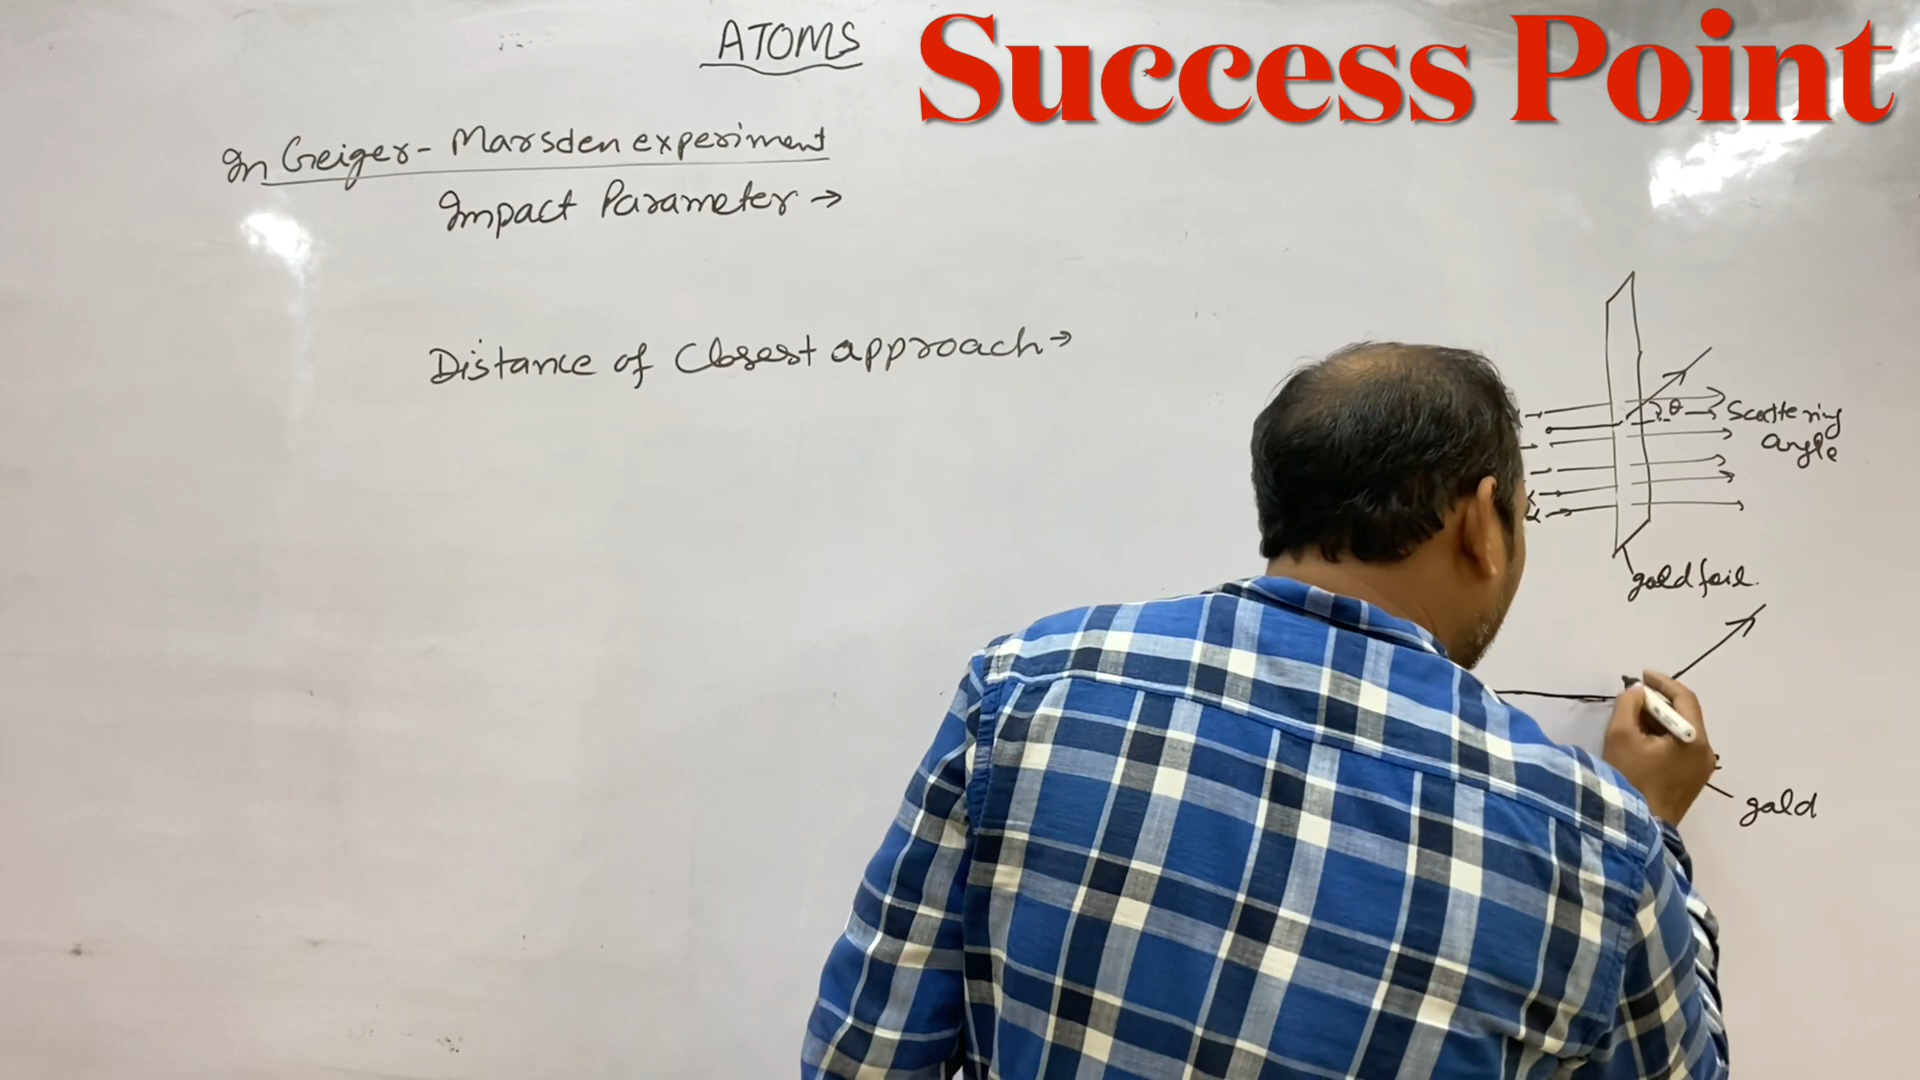 ATOMS
Success Point
In Geiger - Marsden experiment
Impact Parameter →
Distance of Closest approach →
θ → Scattering
angle
α
gold foil.
gold